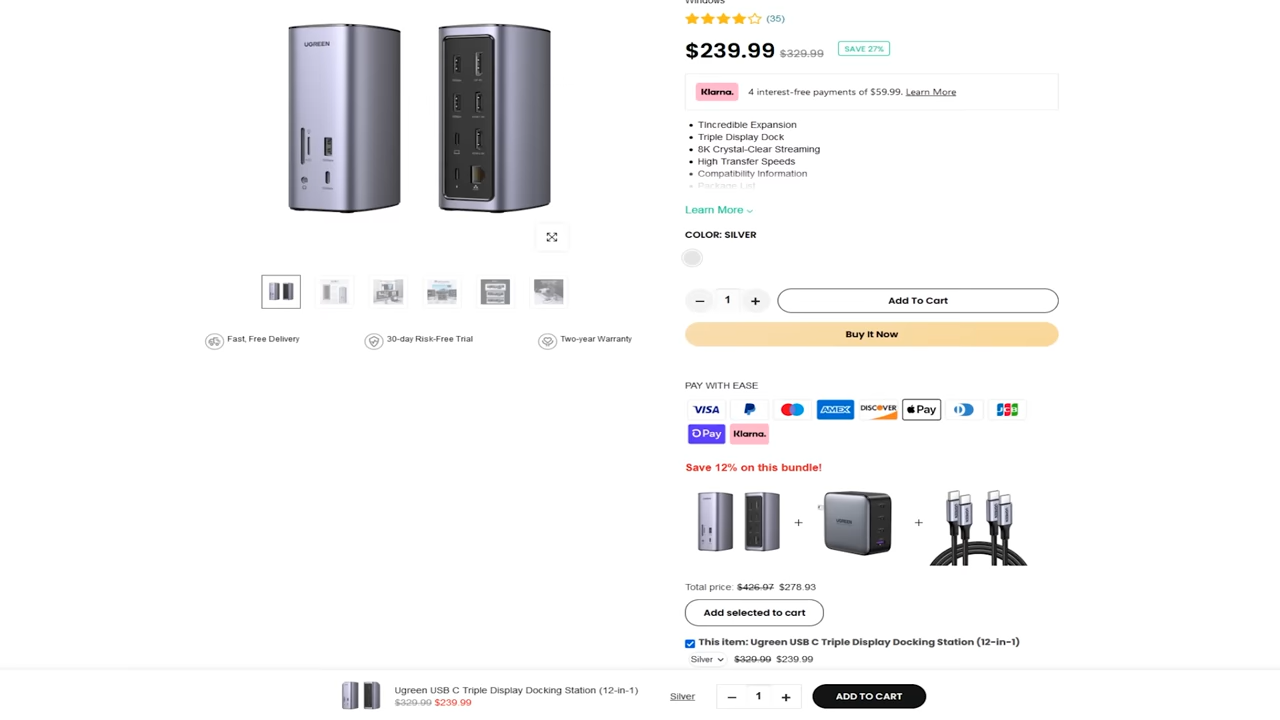 Windows
(35)
$239.99 $329.99 SAVE 27%
Klarna. 4 interest-free payments of $59.99. Learn More
TIncredible Expansion
Triple Display Dock
8K Crystal-Clear Streaming
High Transfer Speeds
Compatibility Information
Package List
Learn More
COLOR: SILVER
UGREEN
Fast, Free Delivery
30-day Risk-Free Trial
Two-year Warranty
− 1 + Add To Cart
Buy It Now
PAY WITH EASE
VISA AMEX DISCOVER Pay JCB
Pay Klarna.
Save 12% on this bundle!
UGREEN
+ +
Total price: $426.97 $278.93
Add selected to cart
This item: Ugreen USB C Triple Display Docking Station (12-in-1)
Silver $329.99 $239.99
Ugreen USB C Triple Display Docking Station (12-in-1)
$329.99 $239.99
Silver − 1 + ADD TO CART